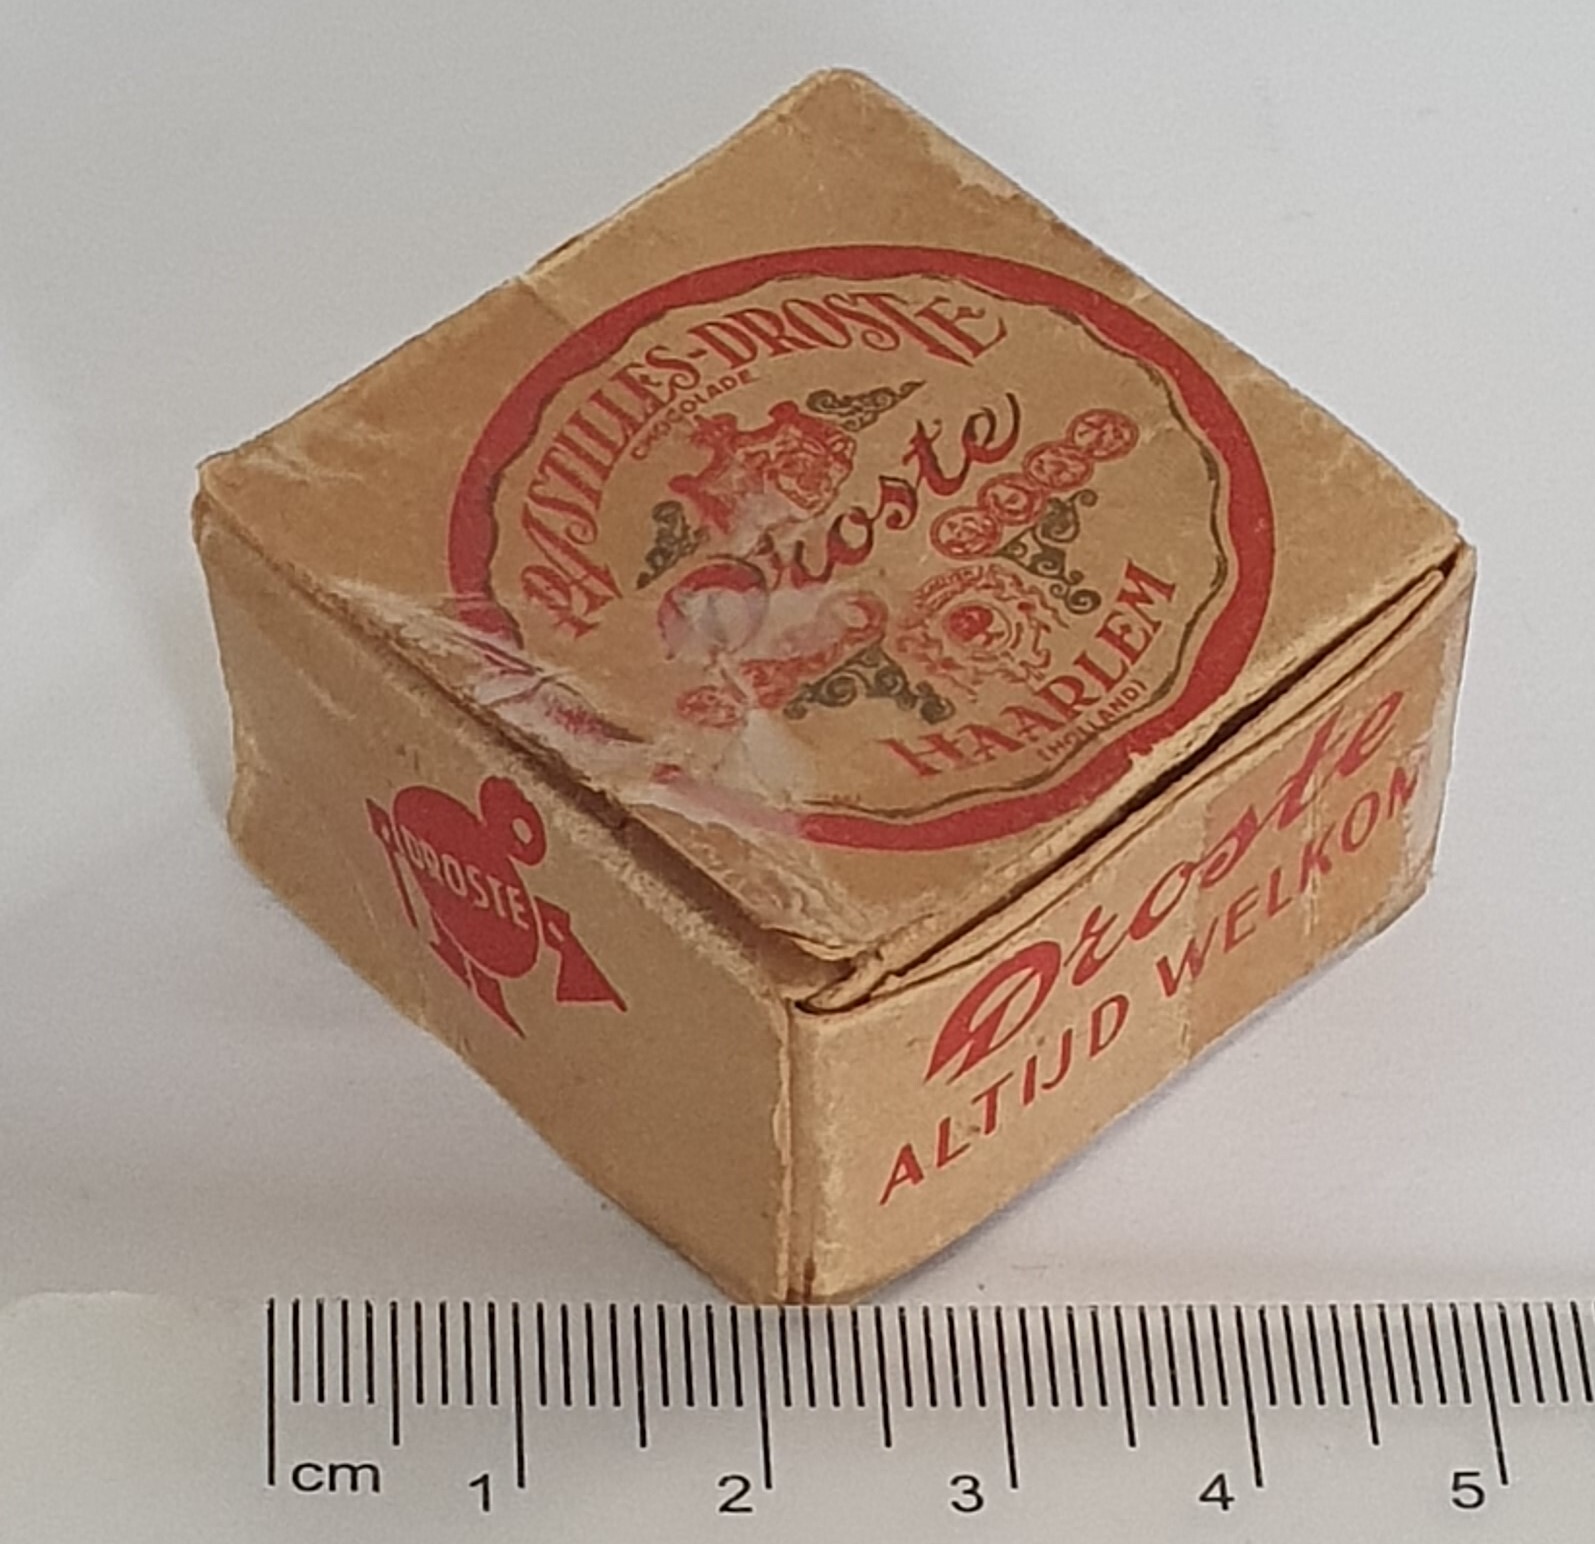 PASTILLES-DROSTE
CHOCOLADE
Droste
HAARLEM
(HOLLAND)
DROSTE
Droste
ALTIJD WELKOM
cm 1 2 3 4 5